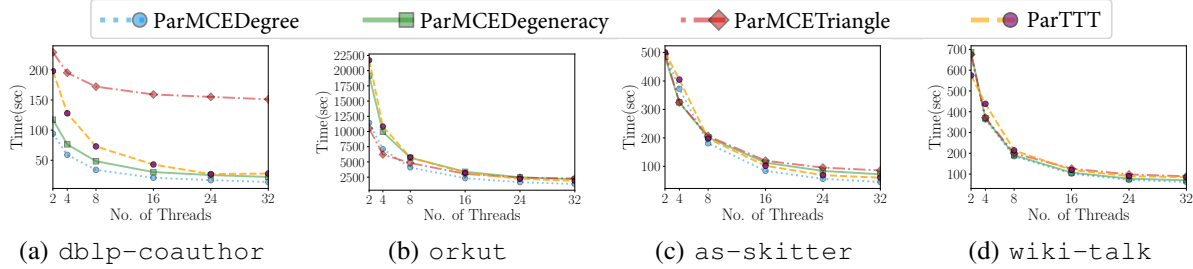 ParMCEDegree ParMCEDegeneracy ParMCETriangle ParTTT
Time(sec)
200
150
100
50
2 4 8 16 24 32
No. of Threads
(a) dblp-coauthor
Time(sec)
22500
20000
17500
15000
12500
10000
7500
5000
2500
2 4 8 16 24 32
No. of Threads
(b) orkut
Time(sec)
500
400
300
200
100
2 4 8 16 24 32
No. of Threads
(c) as-skitter
Time(sec)
700
600
500
400
300
200
100
2 4 8 16 24 32
No. of Threads
(d) wiki-talk